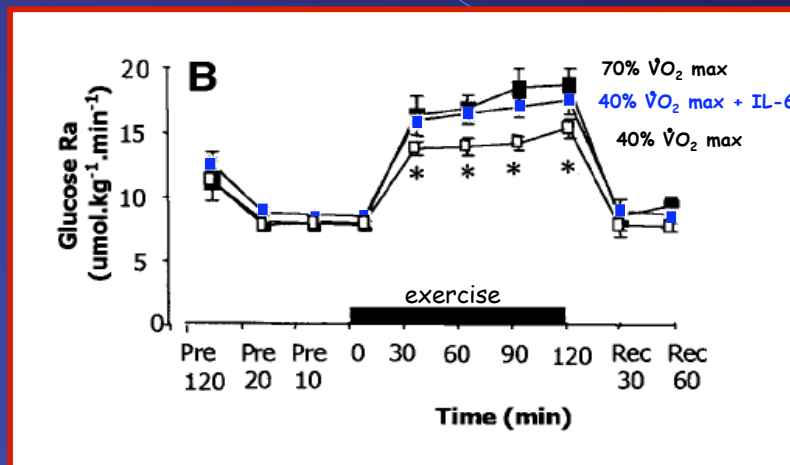 B
20
15
10
5
0
Glucose Ra
(umol.kg⁻¹.min⁻¹)
70% V̇O₂ max
40% V̇O₂ max + IL-6
40% V̇O₂ max
* * * *
exercise
Pre 120 Pre 20 Pre 10 0 30 60 90 120 Rec 30 Rec 60
Time (min)